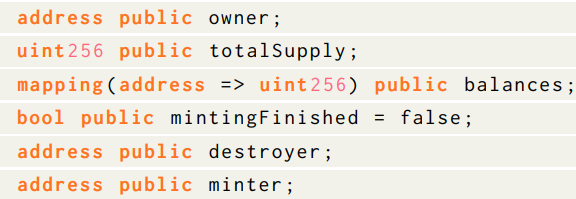 address public owner;
uint256 public totalSupply;
mapping(address => uint256) public balances;
bool public mintingFinished = false;
address public destroyer;
address public minter;